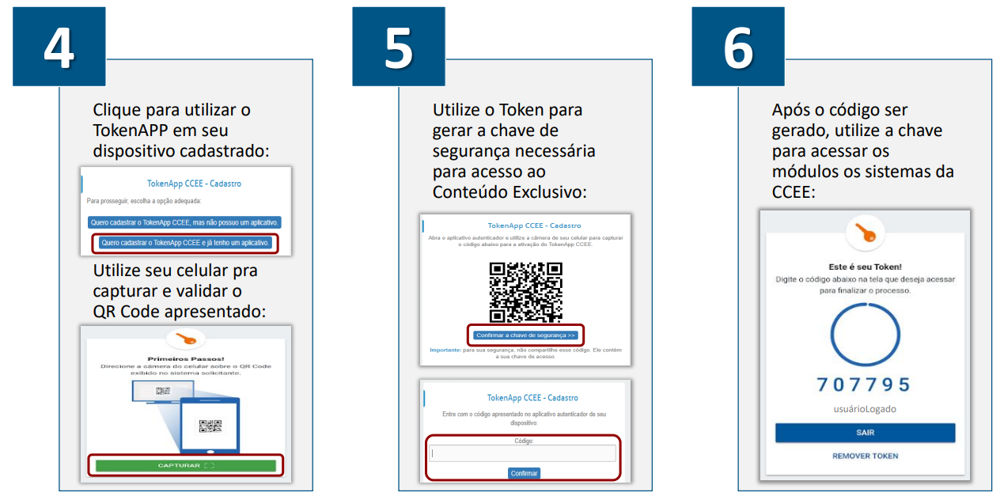 4
Clique para utilizar o
TokenAPP em seu
dispositivo cadastrado:
TokenApp CCEE - Cadastro
Para prosseguir, escolha a opção adequada:
Quero cadastrar o TokenApp CCEE, mas não possuo um aplicativo.
Quero cadastrar o TokenApp CCEE e já tenho um aplicativo.
Utilize seu celular pra
capturar e validar o
QR Code apresentado:
Primeiros Passos!
Direcione a câmera do celular sobre o QR Code
exibido no sistema solicitante.
CAPTURAR
5
Utilize o Token para
gerar a chave de
segurança necessária
para acesso ao
Conteúdo Exclusivo:
TokenApp CCEE - Cadastro
Abra o aplicativo autenticador e utilize a câmera de seu celular para capturar
o código abaixo para a ativação do TokenApp CCEE.
Confirmar a chave de segurança >>
Importante: para sua segurança, não compartilhe esse código. Ele contém
a sua chave de acesso.
TokenApp CCEE - Cadastro
Entre com o código apresentado no aplicativo autenticador de seu
dispositivo:
Código:
Confirmar
6
Após o código ser
gerado, utilize a chave
para acessar os
módulos os sistemas da
CCEE:
Este é seu Token!
Digite o código abaixo na tela que deseja acessar
para finalizar o processo.
707795
usuárioLogado
SAIR
REMOVER TOKEN